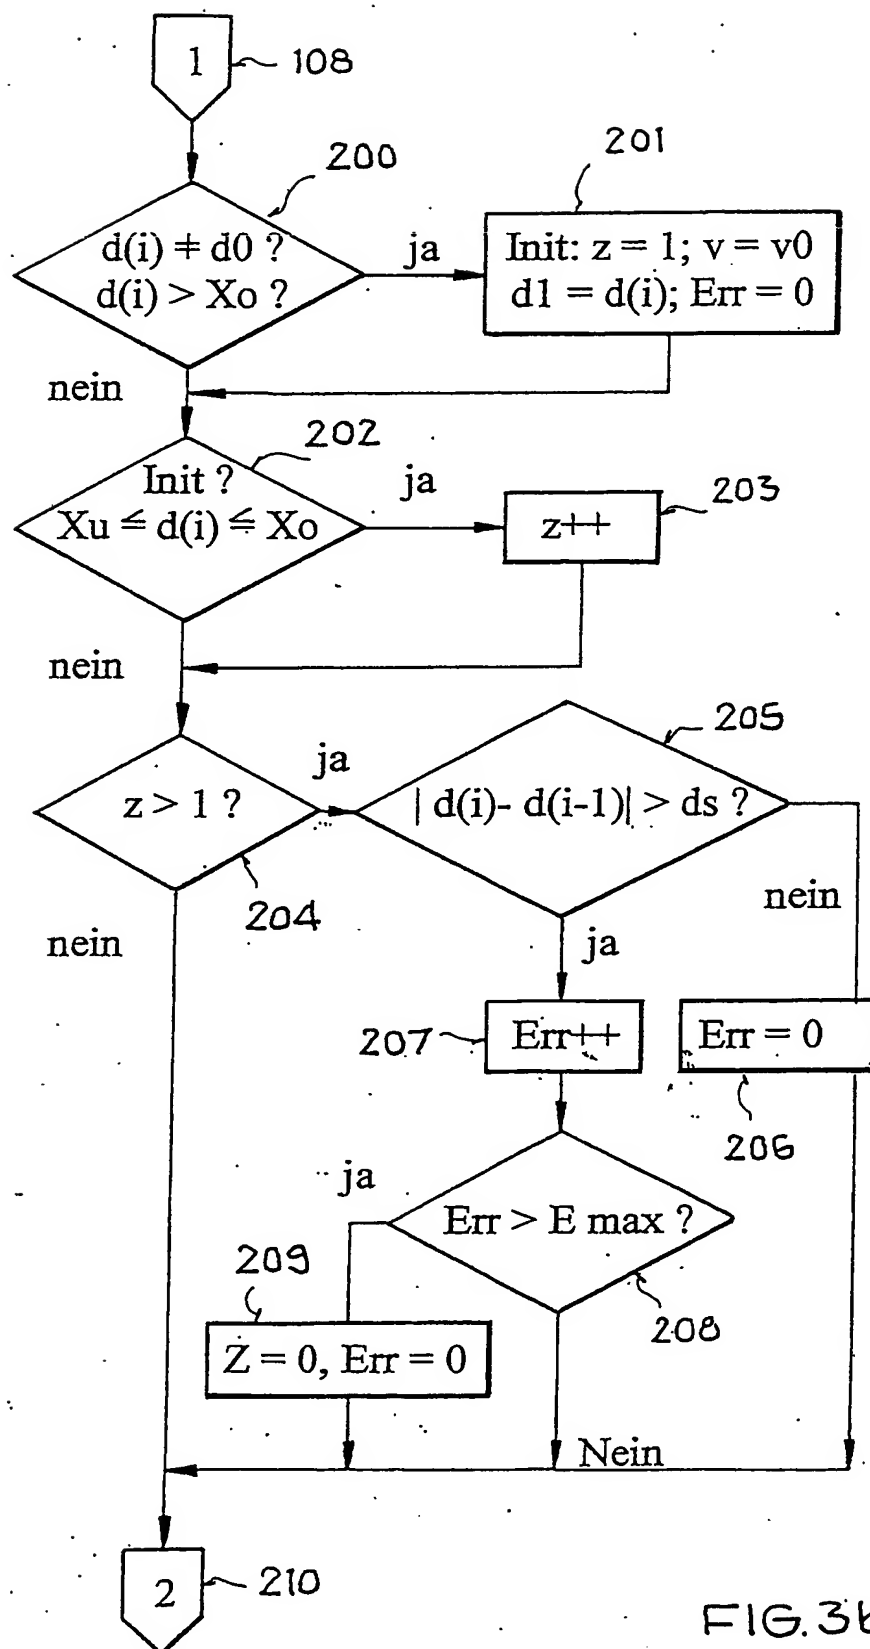 1
108
200
201
d(i) ≠ d0 ?
d(i) > Xo ?
ja
Init: z = 1; v = v0
d1 = d(i); Err = 0
nein
202
Init ?
Xu ≦ d(i) ≦ Xo
ja
203
z++
nein
205
z > 1 ?
ja
| d(i)- d(i-1)| > ds ?
204
nein
nein
ja
207
Err++
Err = 0
206
ja
Err > E max ?
209
208
Z = 0, Err = 0
Nein
2
210
FIG. 3b